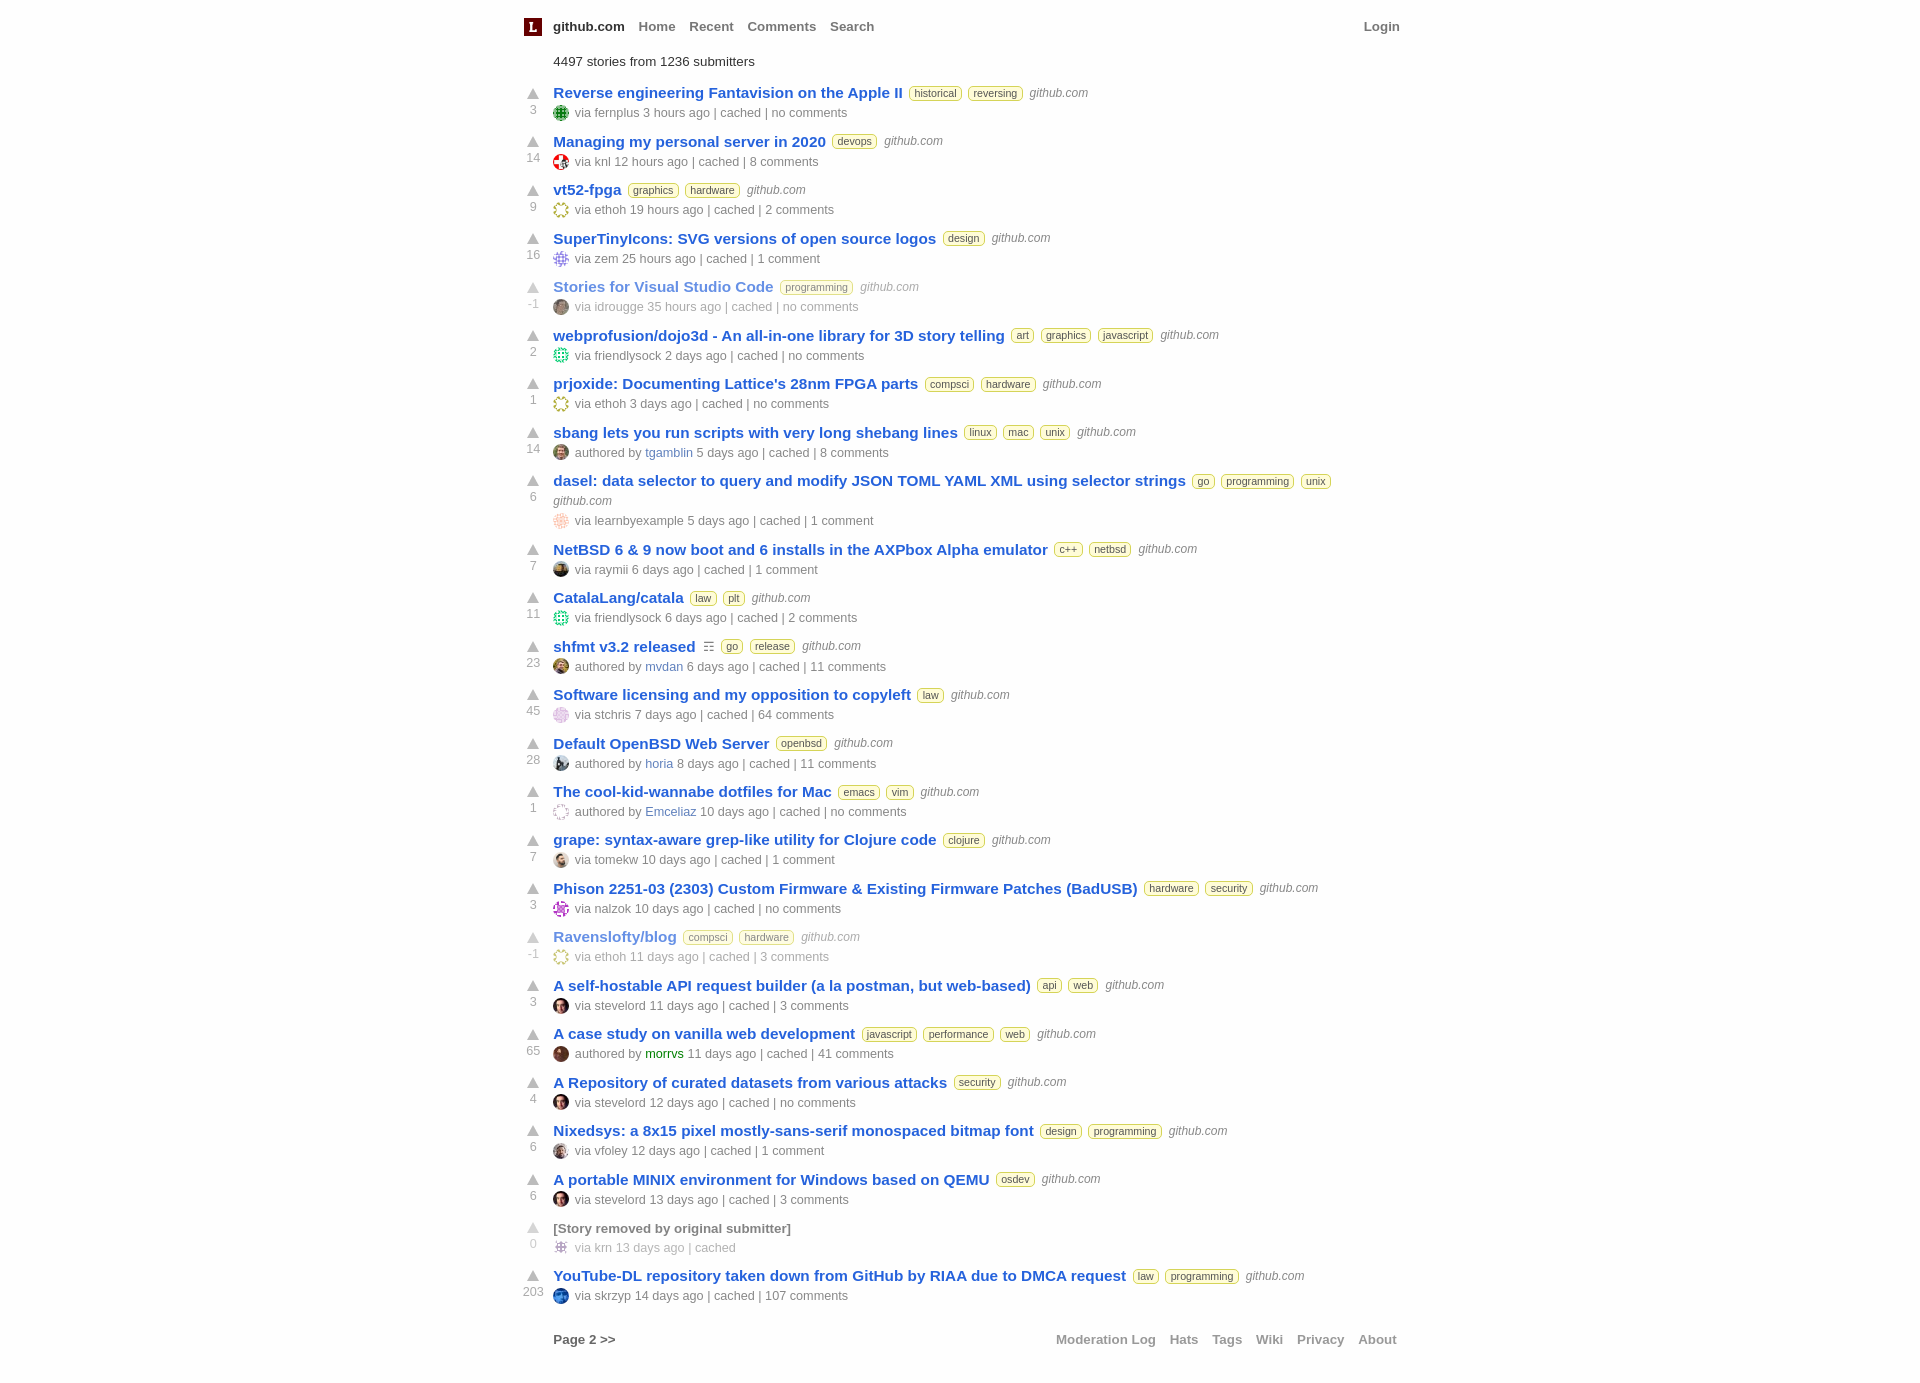 L github.com Home Recent Comments Search Login
4497 stories from 1236 submitters
Reverse engineering Fantavision on the Apple II historical reversing github.com
3 via fernplus 3 hours ago | cached | no comments
Managing my personal server in 2020 devops github.com
14 via knl 12 hours ago | cached | 8 comments
vt52-fpga graphics hardware github.com
9 via ethoh 19 hours ago | cached | 2 comments
SuperTinyIcons: SVG versions of open source logos design github.com
16 via zem 25 hours ago | cached | 1 comment
Stories for Visual Studio Code programming github.com
-1 via idrougge 35 hours ago | cached | no comments
webprofusion/dojo3d - An all-in-one library for 3D story telling art graphics javascript github.com
2 via friendlysock 2 days ago | cached | no comments
prjoxide: Documenting Lattice's 28nm FPGA parts compsci hardware github.com
1 via ethoh 3 days ago | cached | no comments
sbang lets you run scripts with very long shebang lines linux mac unix github.com
14 authored by tgamblin 5 days ago | cached | 8 comments
dasel: data selector to query and modify JSON TOML YAML XML using selector strings go programming unix
6 github.com
via learnbyexample 5 days ago | cached | 1 comment
NetBSD 6 & 9 now boot and 6 installs in the AXPbox Alpha emulator c++ netbsd github.com
7 via raymii 6 days ago | cached | 1 comment
CatalaLang/catala law plt github.com
11 via friendlysock 6 days ago | cached | 2 comments
shfmt v3.2 released ☶ go release github.com
23 authored by mvdan 6 days ago | cached | 11 comments
Software licensing and my opposition to copyleft law github.com
45 via stchris 7 days ago | cached | 64 comments
Default OpenBSD Web Server openbsd github.com
28 authored by horia 8 days ago | cached | 11 comments
The cool-kid-wannabe dotfiles for Mac emacs vim github.com
1 authored by Emceliaz 10 days ago | cached | no comments
grape: syntax-aware grep-like utility for Clojure code clojure github.com
7 via tomekw 10 days ago | cached | 1 comment
Phison 2251-03 (2303) Custom Firmware & Existing Firmware Patches (BadUSB) hardware security github.com
3 via nalzok 10 days ago | cached | no comments
Ravenslofty/blog compsci hardware github.com
-1 via ethoh 11 days ago | cached | 3 comments
A self-hostable API request builder (a la postman, but web-based) api web github.com
3 via stevelord 11 days ago | cached | 3 comments
A case study on vanilla web development javascript performance web github.com
65 authored by morrvs 11 days ago | cached | 41 comments
A Repository of curated datasets from various attacks security github.com
4 via stevelord 12 days ago | cached | no comments
Nixedsys: a 8x15 pixel mostly-sans-serif monospaced bitmap font design programming github.com
6 via vfoley 12 days ago | cached | 1 comment
A portable MINIX environment for Windows based on QEMU osdev github.com
6 via stevelord 13 days ago | cached | 3 comments
[Story removed by original submitter]
0 via krn 13 days ago | cached
YouTube-DL repository taken down from GitHub by RIAA due to DMCA request law programming github.com
203 via skrzyp 14 days ago | cached | 107 comments
Page 2 >> Moderation Log Hats Tags Wiki Privacy About